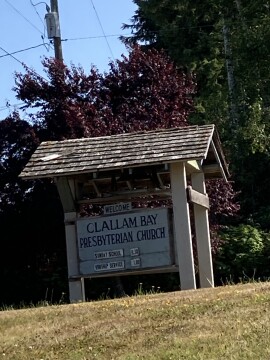 WELCOME
CLALLAM BAY
PRESBYTERIAN CHURCH
SUNDAY SCHOOL
WORSHIP SERVICE